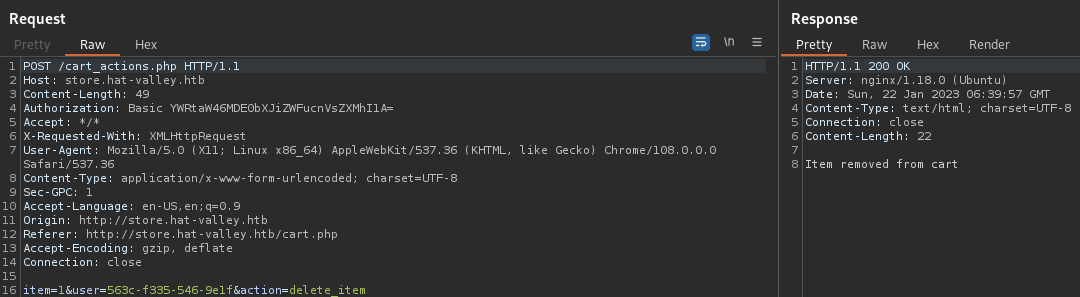 Request
Pretty Raw Hex
\n
1 POST /cart_actions.php HTTP/1.1
2 Host: store.hat-valley.htb
3 Content-Length: 49
4 Authorization: Basic YWRtaW46MDE0bXJiZWFucnVsZXMhI1A=
5 Accept: */*
6 X-Requested-With: XMLHttpRequest
7 User-Agent: Mozilla/5.0 (X11; Linux x86_64) AppleWebKit/537.36 (KHTML, like Gecko) Chrome/108.0.0.0
Safari/537.36
8 Content-Type: application/x-www-form-urlencoded; charset=UTF-8
9 Sec-GPC: 1
10 Accept-Language: en-US,en;q=0.9
11 Origin: http://store.hat-valley.htb
12 Referer: http://store.hat-valley.htb/cart.php
13 Accept-Encoding: gzip, deflate
14 Connection: close
15
16 item=1&user=563c-f335-546-9e1f&action=delete_item
Response
Pretty Raw Hex Render
1 HTTP/1.1 200 OK
2 Server: nginx/1.18.0 (Ubuntu)
3 Date: Sun, 22 Jan 2023 06:39:57 GMT
4 Content-Type: text/html; charset=UTF-8
5 Connection: close
6 Content-Length: 22
7
8 Item removed from cart